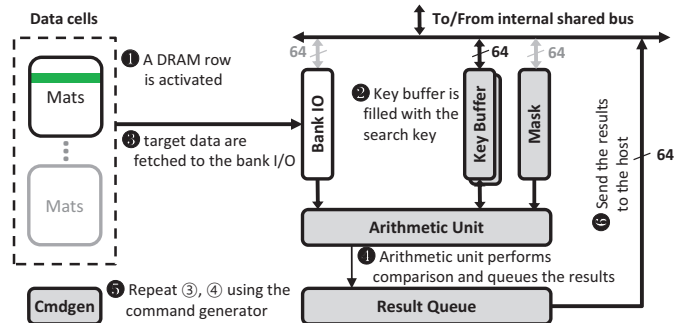 Data cells
To/From internal shared bus
64
64
64
❶ A DRAM row
is activated
Mats
Mats
❸ target data are
fetched to the bank I/O
Bank IO
❷ Key buffer is
filled with the
search key
Key Buffer
Mask
❻ Send the results
to the host
64
Arithmetic Unit
❹ Arithmetic unit performs
comparison and queues the results
Cmdgen
❺ Repeat ③, ④ using the
command generator
Result Queue